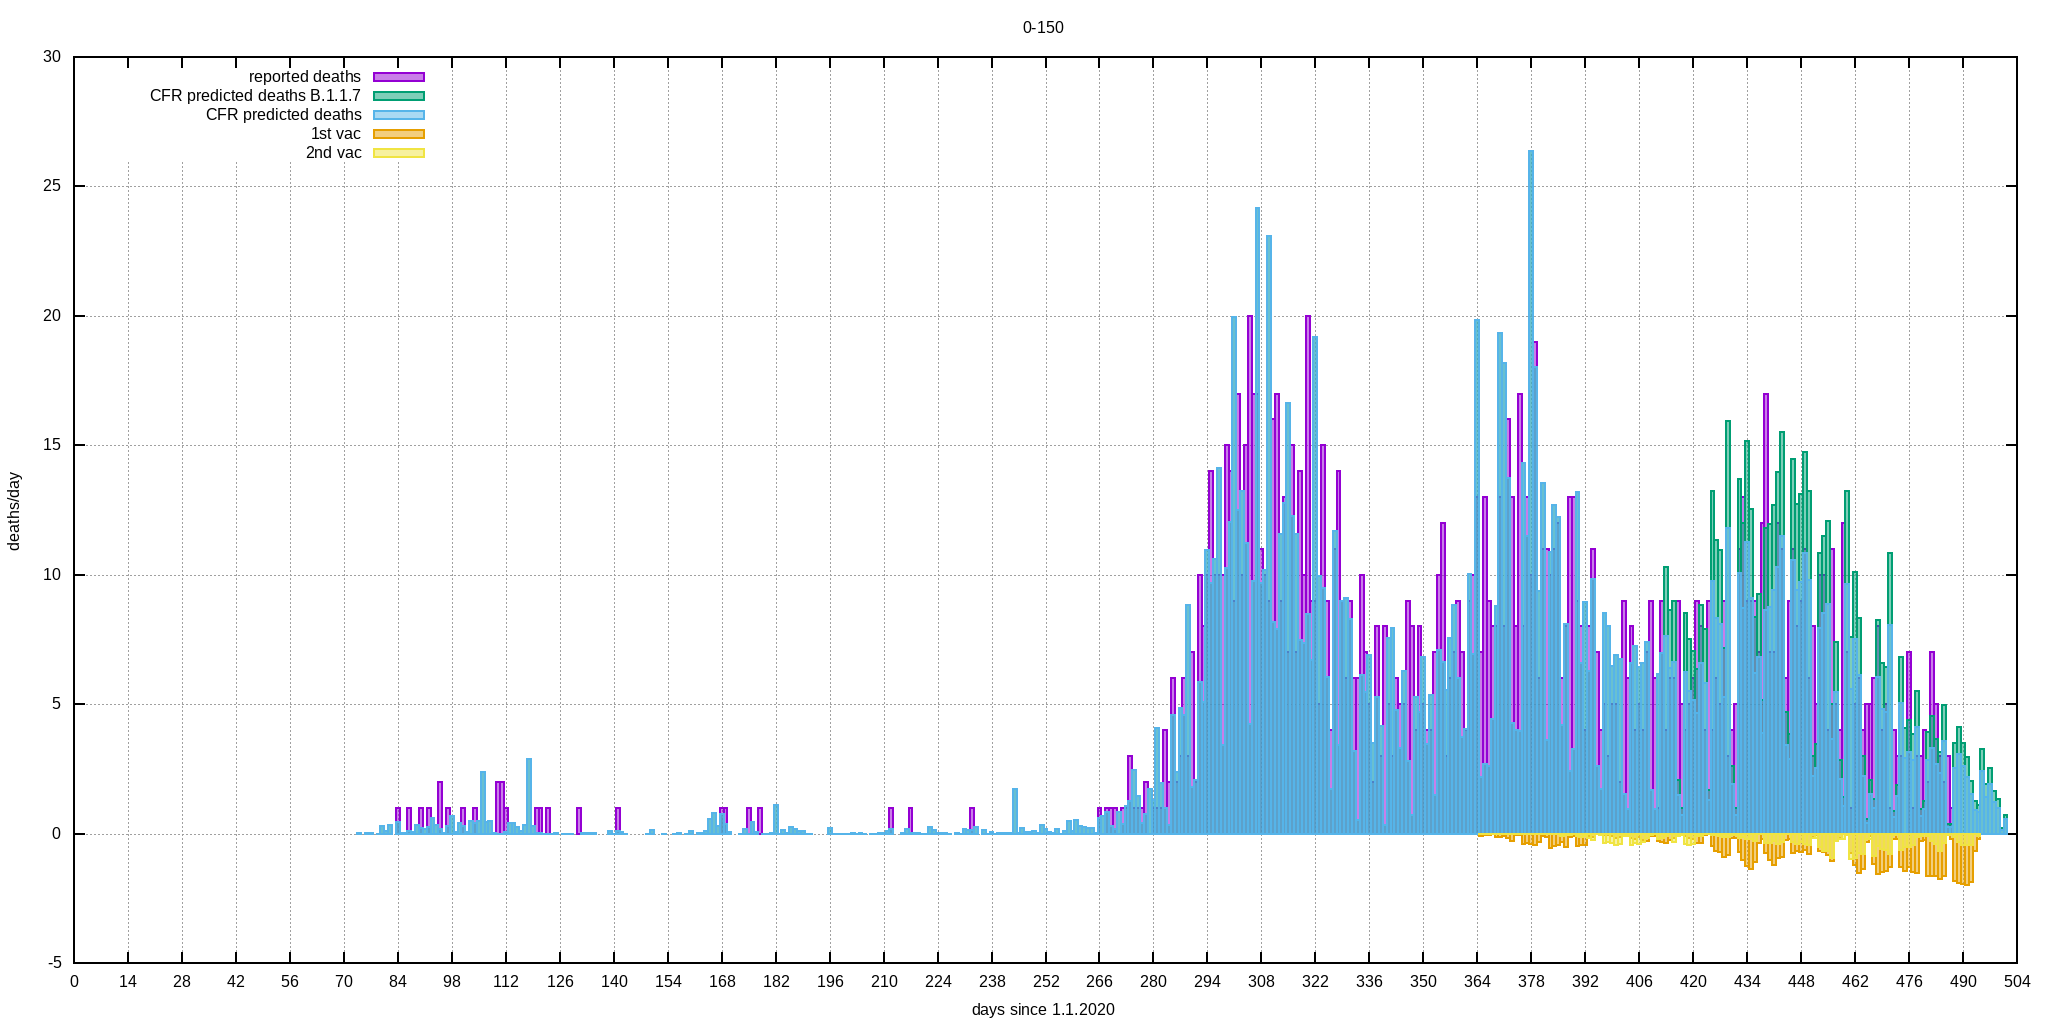 0-150
30
25
20
15
10
5
0
-5
deaths/day
reported deaths
CFR predicted deaths B.1.1.7
CFR predicted deaths
1st vac
2nd vac
0 14 28 42 56 70 84 98 112 126 140 154 168 182 196 210 224 238 252 266 280 294 308 322 336 350 364 378 392 406 420 434 448 462 476 490 504
days since 1.1.2020